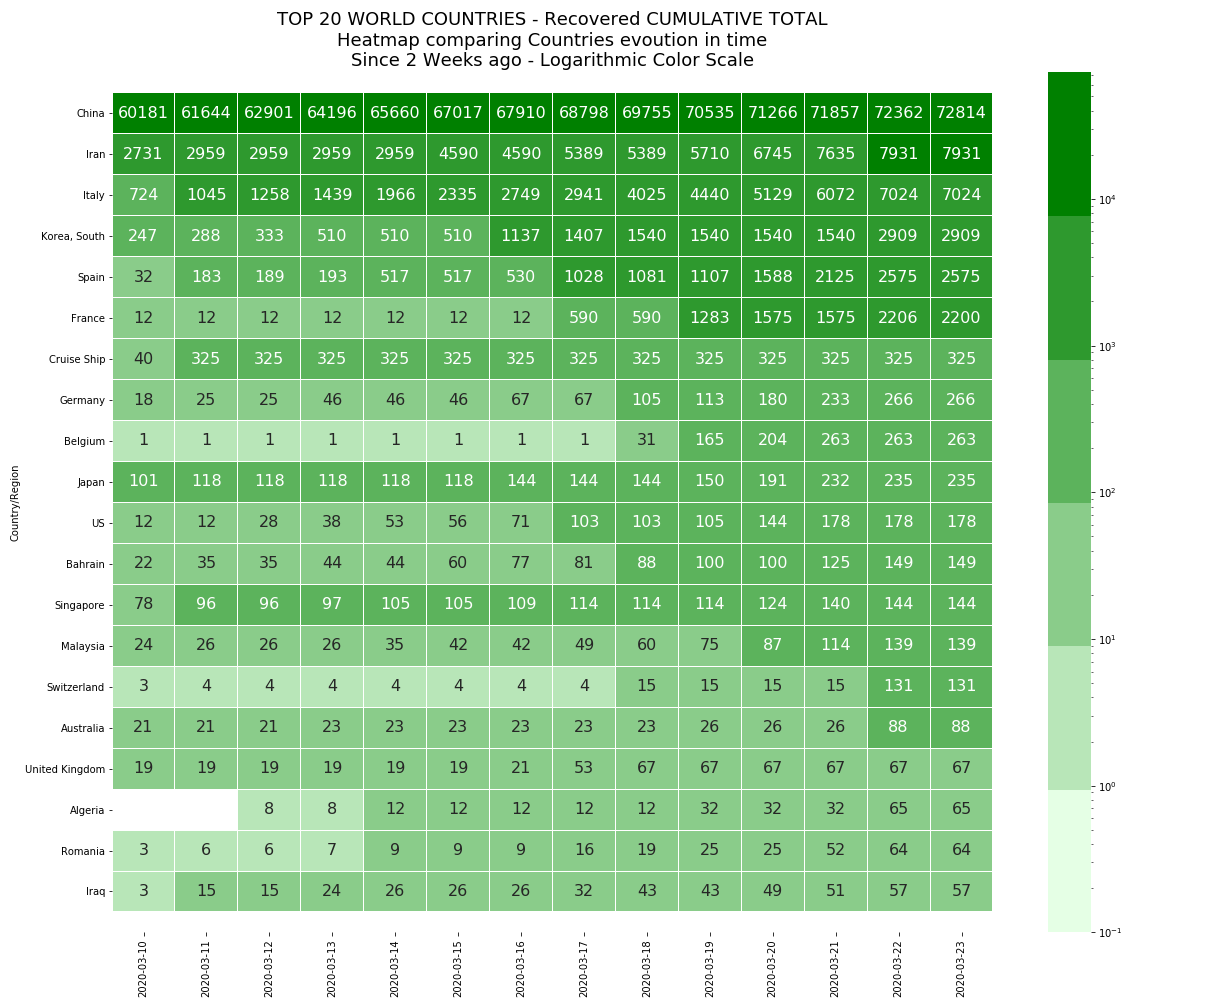 TOP 20 WORLD COUNTRIES - Recovered CUMULATIVE TOTAL
Heatmap comparing Countries evoution in time
Since 2 Weeks ago - Logarithmic Color Scale
Country/Region
China 60181 61644 62901 64196 65660 67017 67910 68798 69755 70535 71266 71857 72362 72814
Iran 2731 2959 2959 2959 2959 4590 4590 5389 5389 5710 6745 7635 7931 7931
Italy 724 1045 1258 1439 1966 2335 2749 2941 4025 4440 5129 6072 7024 7024
Korea, South 247 288 333 510 510 510 1137 1407 1540 1540 1540 1540 2909 2909
Spain 32 183 189 193 517 517 530 1028 1081 1107 1588 2125 2575 2575
France 12 12 12 12 12 12 12 590 590 1283 1575 1575 2206 2200
Cruise Ship 40 325 325 325 325 325 325 325 325 325 325 325 325 325
Germany 18 25 25 46 46 46 67 67 105 113 180 233 266 266
Belgium 1 1 1 1 1 1 1 1 31 165 204 263 263 263
Japan 101 118 118 118 118 118 144 144 144 150 191 232 235 235
US 12 12 28 38 53 56 71 103 103 105 144 178 178 178
Bahrain 22 35 35 44 44 60 77 81 88 100 100 125 149 149
Singapore 78 96 96 97 105 105 109 114 114 114 124 140 144 144
Malaysia 24 26 26 26 35 42 42 49 60 75 87 114 139 139
Switzerland 3 4 4 4 4 4 4 4 15 15 15 15 131 131
Australia 21 21 21 23 23 23 23 23 23 26 26 26 88 88
United Kingdom 19 19 19 19 19 19 21 53 67 67 67 67 67 67
Algeria 8 8 12 12 12 12 12 32 32 32 65 65
Romania 3 6 6 7 9 9 9 16 19 25 25 52 64 64
Iraq 3 15 15 24 26 26 26 32 43 43 49 51 57 57
2020-03-10 2020-03-11 2020-03-12 2020-03-13 2020-03-14 2020-03-15 2020-03-16 2020-03-17 2020-03-18 2020-03-19 2020-03-20 2020-03-21 2020-03-22 2020-03-23
10⁴
10³
10²
10¹
10⁰
10⁻¹